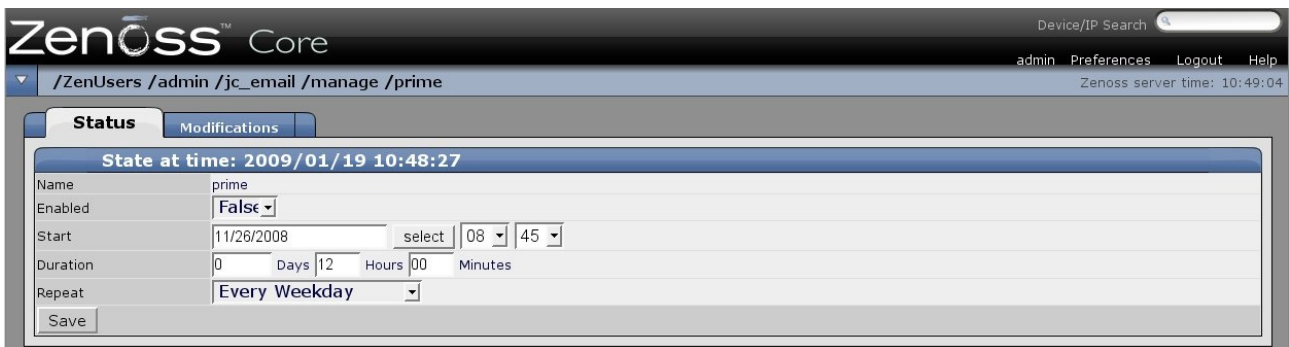 Zenōss™ Core
Device/IP Search
admin Preferences Logout Help
/ZenUsers /admin /jc_email /manage /prime
Zenoss server time: 10:49:04
Status Modifications
State at time: 2009/01/19 10:48:27
Name prime
Enabled False
Start 11/26/2008 select 08 45
Duration 0 Days 12 Hours 00 Minutes
Repeat Every Weekday
Save